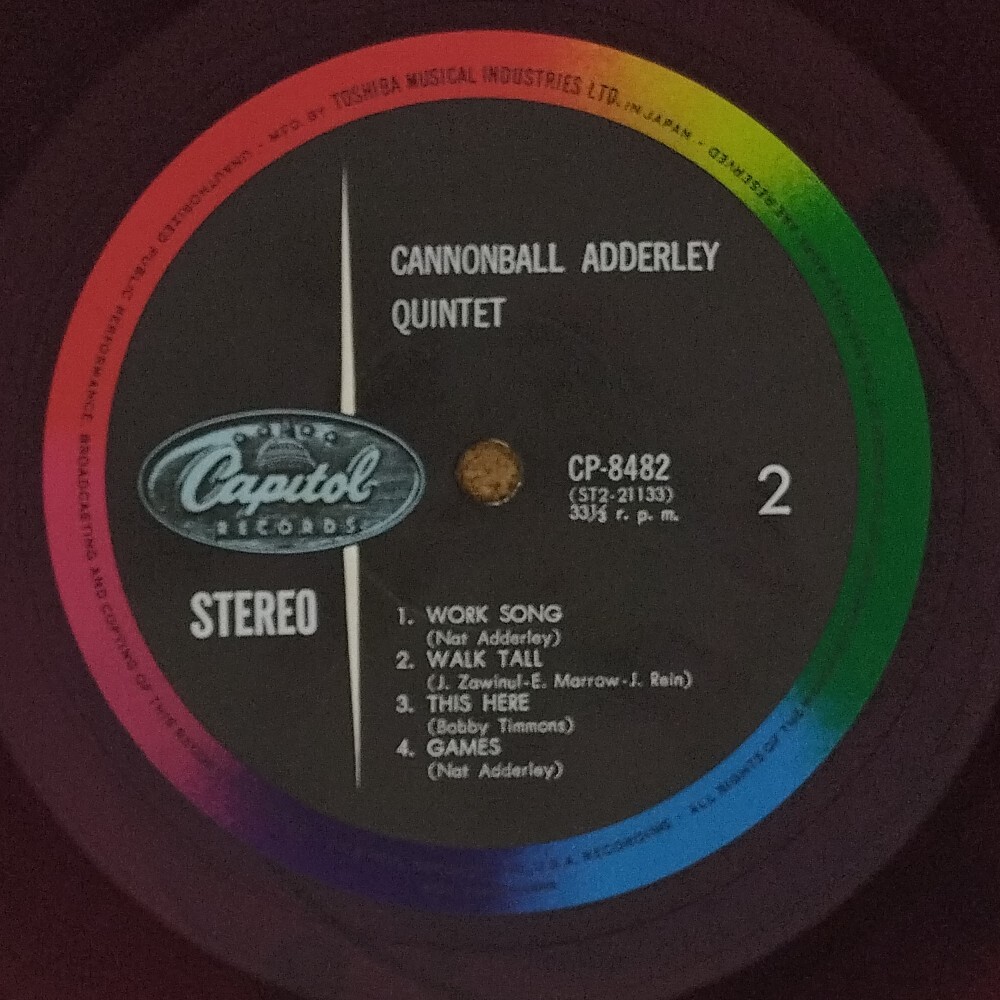 MFD. BY TOSHIBA MUSICAL INDUSTRIES LTD. IN JAPAN - 
RESERVED
UNAUTHORIZED PUBLIC PERFORMANCE. BROADCASTING AND COPYING OF THIS RECORD
ALL RIGHTS OF THE
U.S.A. RECORDING -
CANNONBALL ADDERLEY
QUINTET
Capitol
RECORDS
CP-8482
(ST2-21133)
33⅓ r. p. m.
2
STEREO
1. WORK SONG
(Nat Adderley)
2. WALK TALL
(J. Zawinul-E. Marrow-J. Rein)
3. THIS HERE
(Bobby Timmons)
4. GAMES
(Nat Adderley)